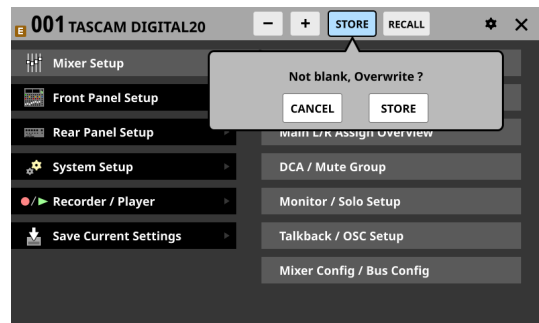 E 001 TASCAM DIGITAL20 − + STORE RECALL
Not blank, Overwrite ?
CANCEL STORE
Mixer Setup
Front Panel Setup
Rear Panel Setup
System Setup
Recorder / Player
Save Current Settings
Main L/R Assign Overview
DCA / Mute Group
Monitor / Solo Setup
Talkback / OSC Setup
Mixer Config / Bus Config